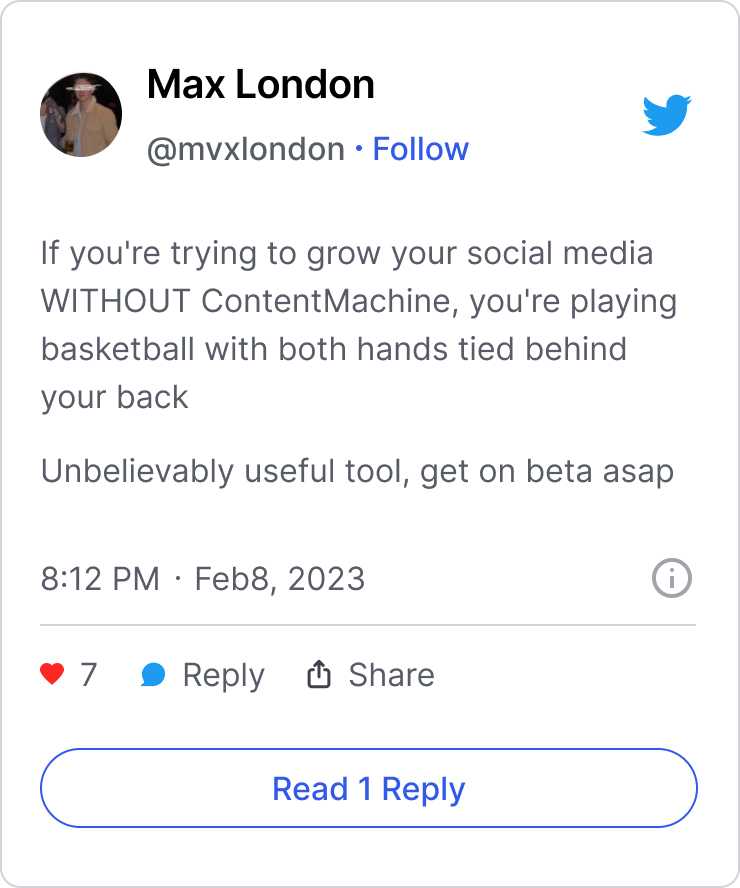 Max London
@mvxlondon · Follow
If you're trying to grow your social media
WITHOUT ContentMachine, you're playing
basketball with both hands tied behind
your back
Unbelievably useful tool, get on beta asap
8:12 PM · Feb8, 2023
7 Reply Share
Read 1 Reply